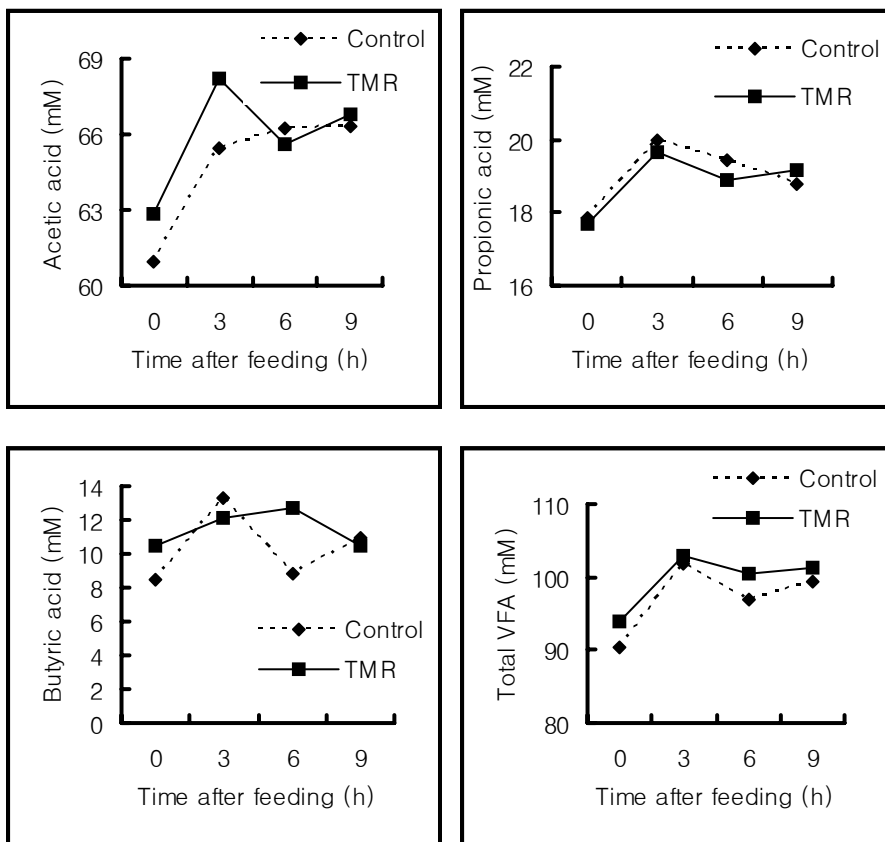 Control
TMR
Acetic acid (mM)
69
66
63
60
0 3 6 9
Time after feeding (h)
Control
TMR
Propionic acid (mM)
22
20
18
16
0 3 6 9
Time after feeding (h)
Butyric acid (mM)
14
12
10
8
6
4
2
0
Control
TMR
0 3 6 9
Time after feeding (h)
Control
TMR
Total VFA (mM)
110
100
90
80
0 3 6 9
Time after feeding (h)